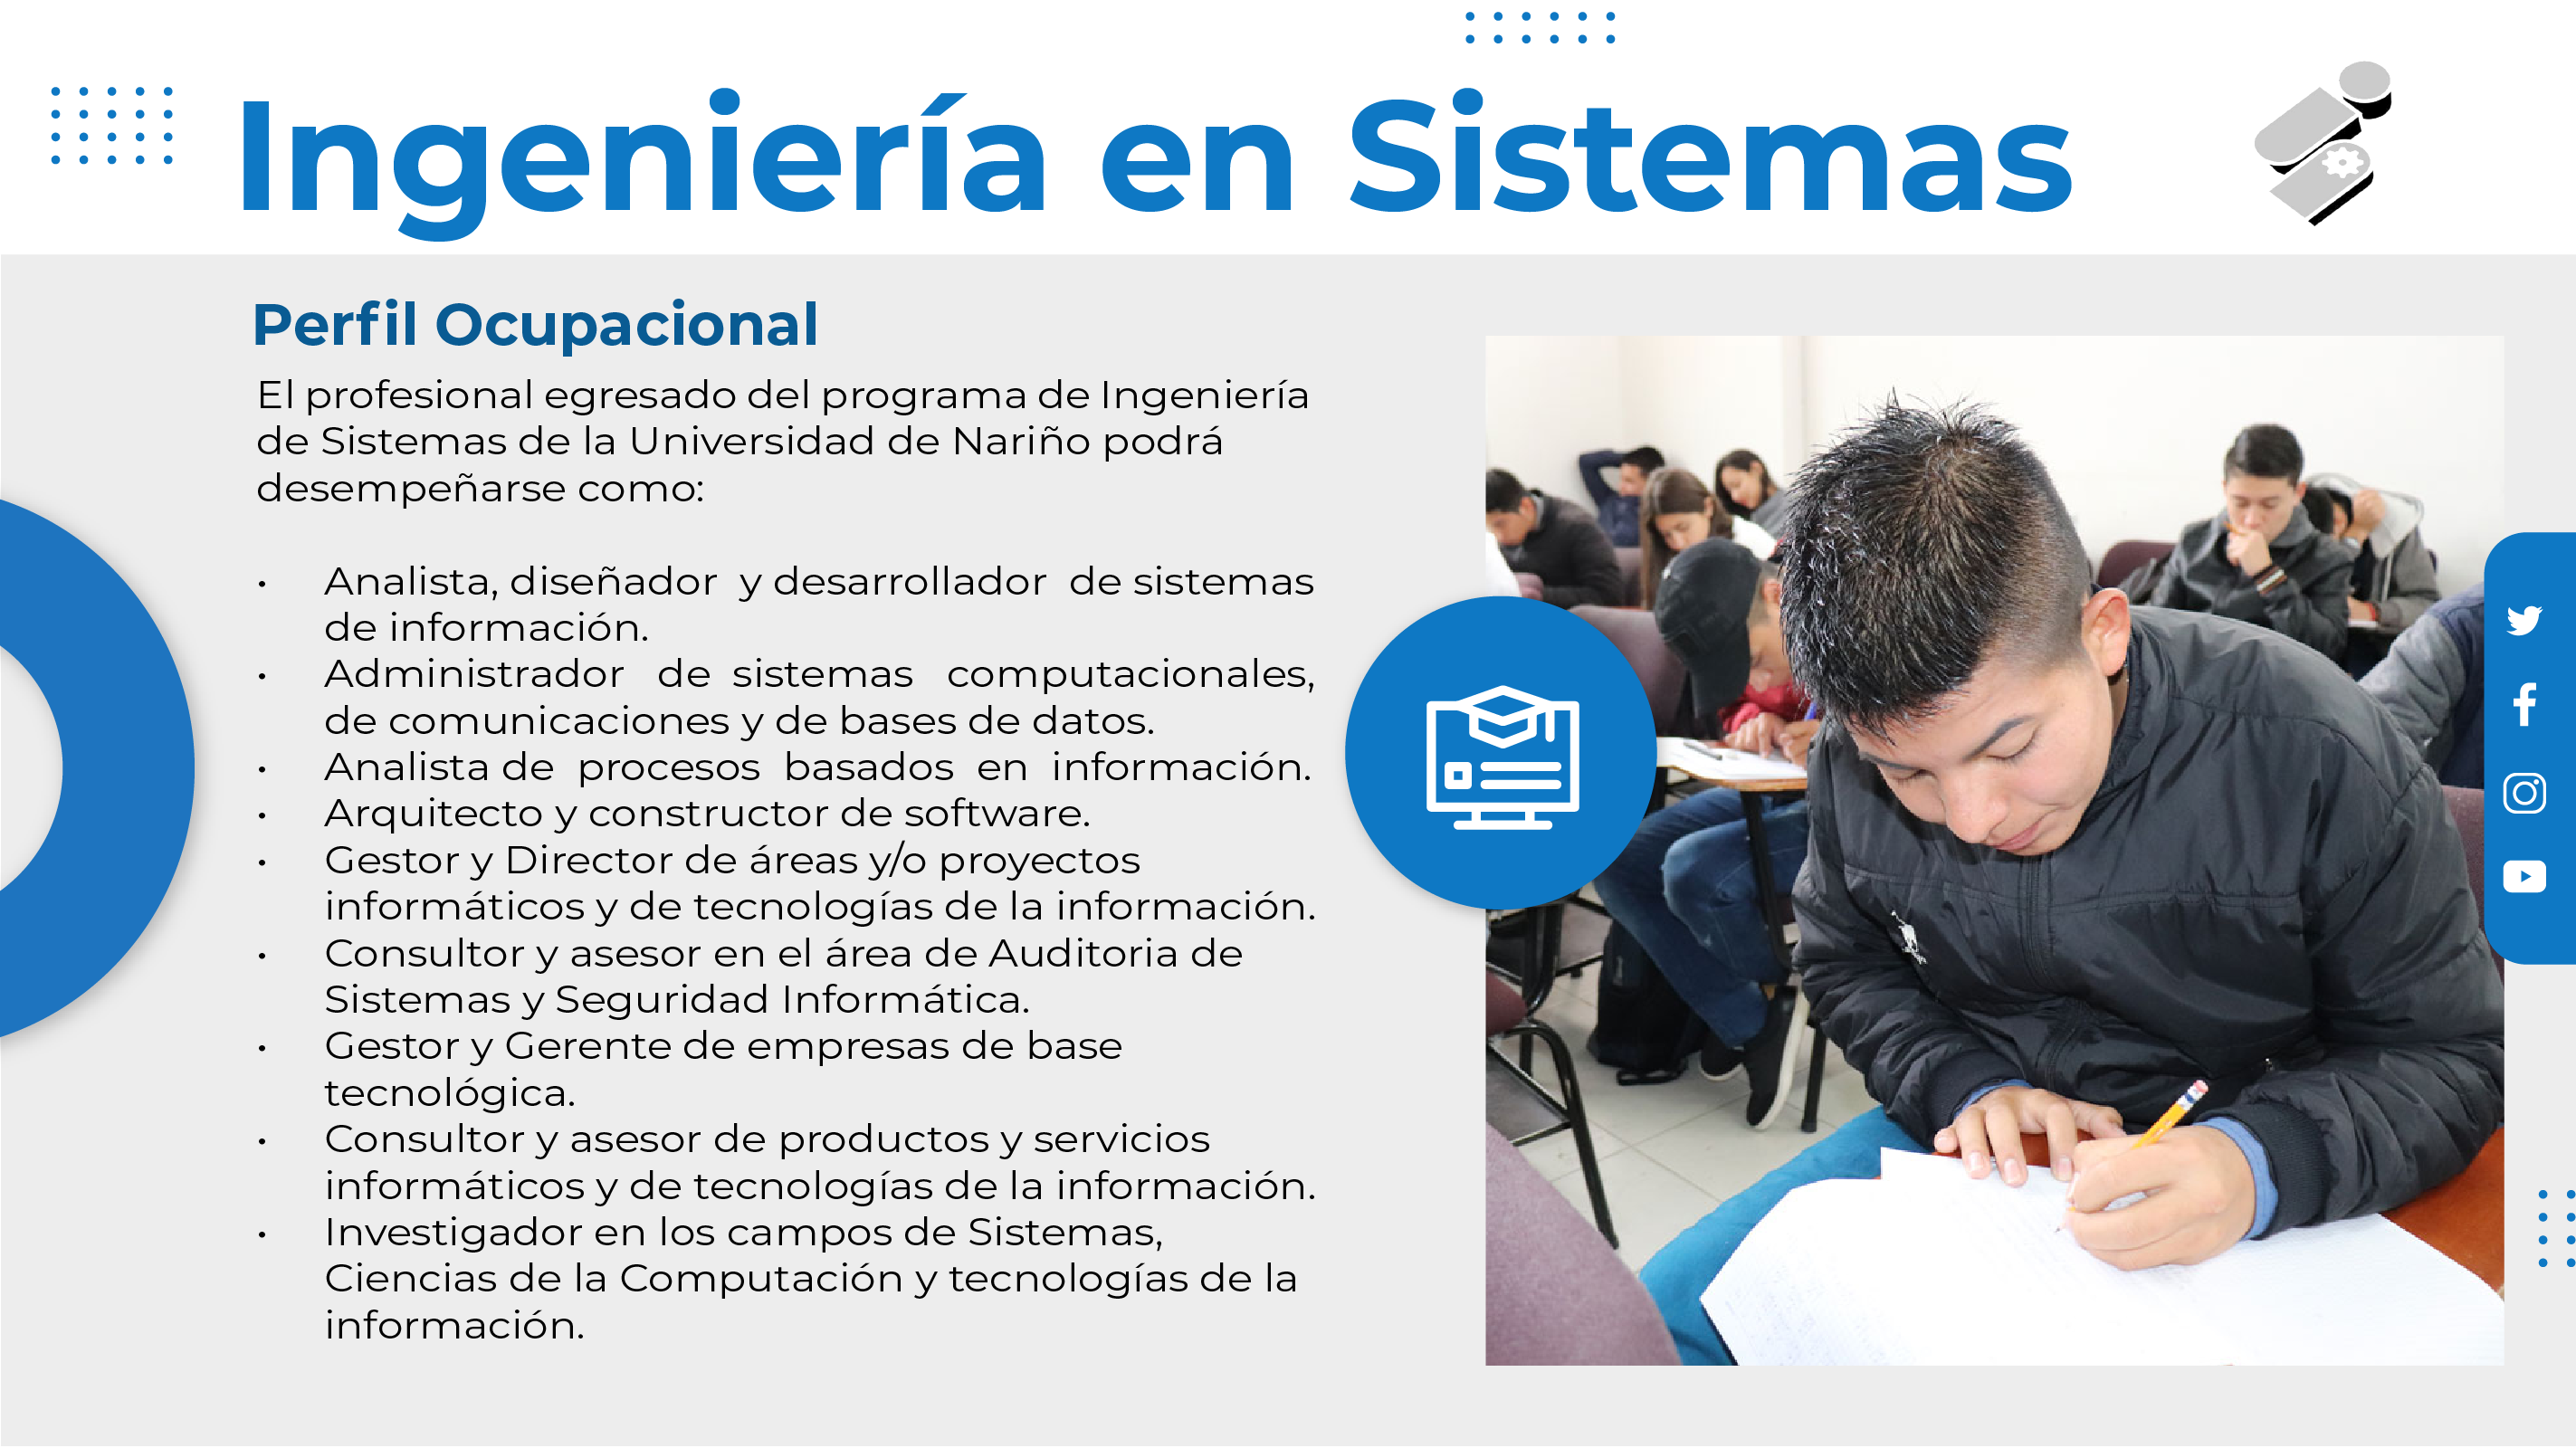 Ingeniería en Sistemas
Perfil Ocupacional
El profesional egresado del programa de Ingeniería
de Sistemas de la Universidad de Nariño podrá
desempeñarse como:
• Analista, diseñador y desarrollador de sistemas
de información.
• Administrador de sistemas computacionales,
de comunicaciones y de bases de datos.
• Analista de procesos basados en información.
• Arquitecto y constructor de software.
• Gestor y Director de áreas y/o proyectos
informáticos y de tecnologías de la información.
• Consultor y asesor en el área de Auditoria de
Sistemas y Seguridad Informática.
• Gestor y Gerente de empresas de base
tecnológica.
• Consultor y asesor de productos y servicios
informáticos y de tecnologías de la información.
• Investigador en los campos de Sistemas,
Ciencias de la Computación y tecnologías de la
información.